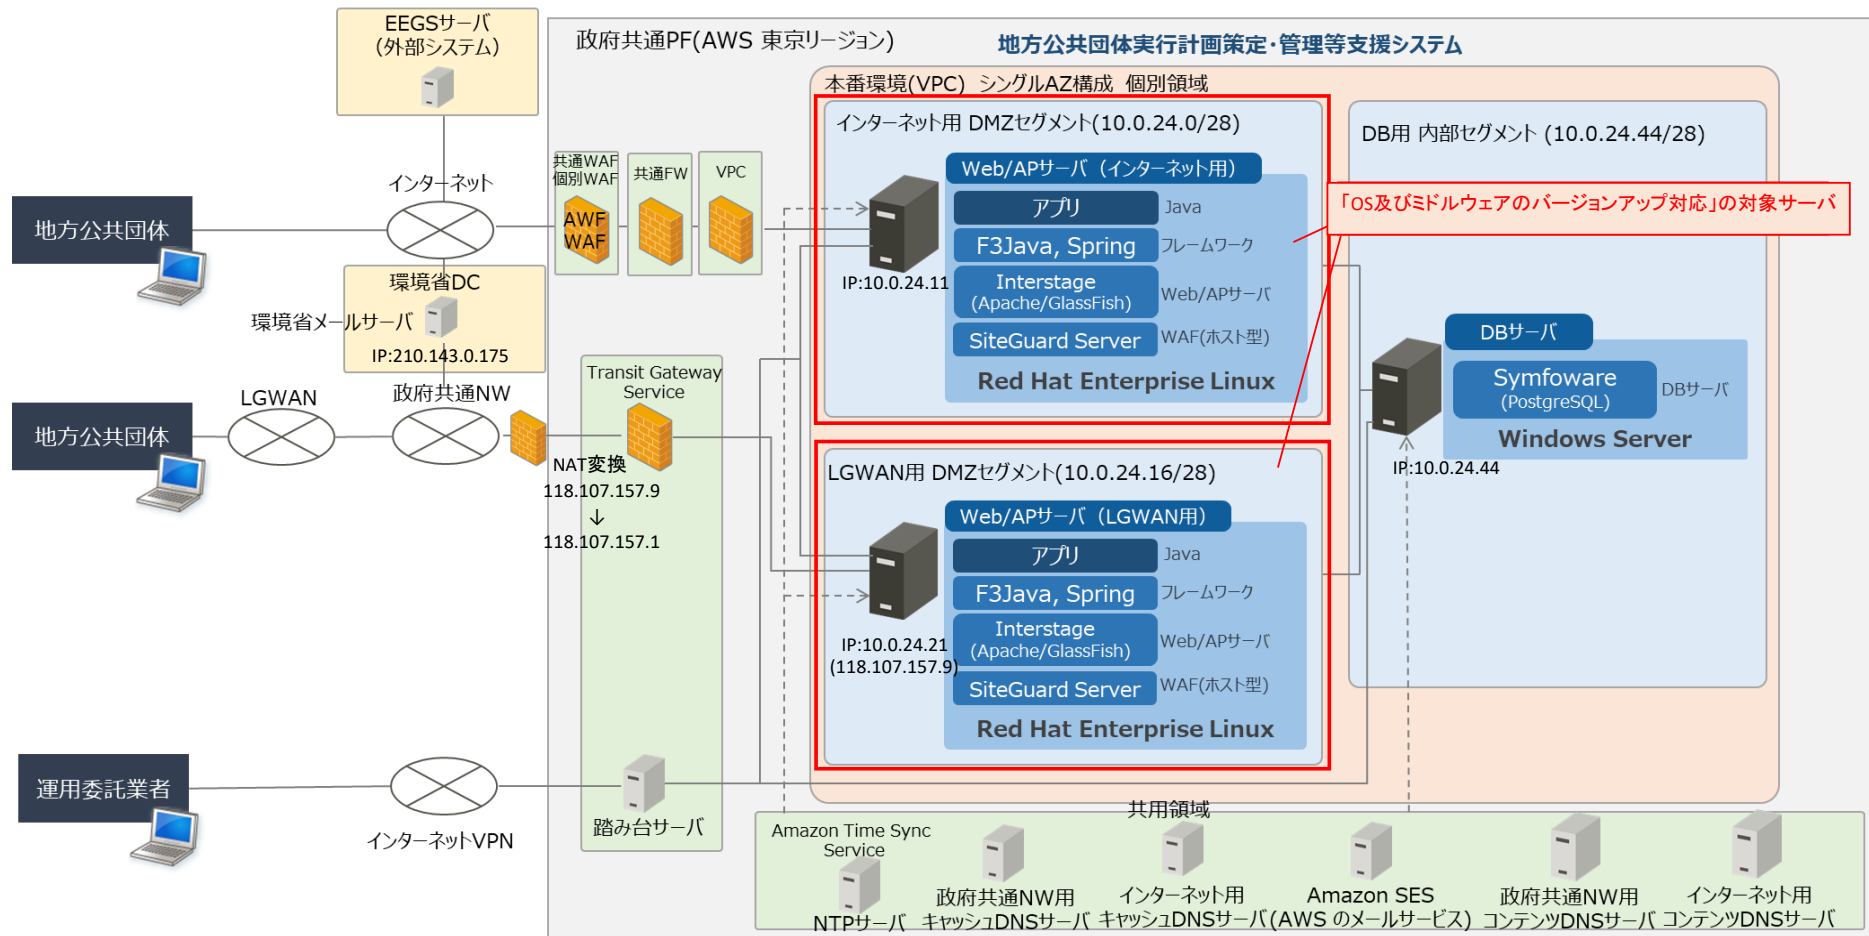 EEGSサーバ
(外部システム)
政府共通PF(AWS 東京リージョン)
地方公共団体実行計画策定・管理等支援システム
本番環境(VPC) シングルAZ構成 個別領域
インターネット用 DMZセグメント(10.0.24.0/28)
DB用 内部セグメント (10.0.24.44/28)
共通WAF
個別WAF
共通FW
VPC
AWF
WAF
インターネット
地方公共団体
Web/APサーバ (インターネット用)
アプリ
Java
F3Java, Spring
フレームワーク
Interstage
(Apache/GlassFish)
Web/APサーバ
SiteGuard Server
WAF(ホスト型)
Red Hat Enterprise Linux
IP:10.0.24.11
「OS及びミドルウェアのバージョンアップ対応」の対象サーバ
環境省DC
環境省メールサーバ
IP:210.143.0.175
DBサーバ
Symfoware
(PostgreSQL)
DBサーバ
Windows Server
IP:10.0.24.44
Transit Gateway
Service
LGWAN
政府共通NW
地方公共団体
NAT変換
118.107.157.9
↓
118.107.157.1
LGWAN用 DMZセグメント(10.0.24.16/28)
Web/APサーバ (LGWAN用)
アプリ
Java
F3Java, Spring
フレームワーク
Interstage
(Apache/GlassFish)
Web/APサーバ
SiteGuard Server
WAF(ホスト型)
Red Hat Enterprise Linux
IP:10.0.24.21
(118.107.157.9)
運用委託業者
インターネットVPN
踏み台サーバ
共用領域
Amazon Time Sync
Service
NTPサーバ
政府共通NW用
キャッシュDNSサーバ
インターネット用
キャッシュDNSサーバ
Amazon SES
(AWS のメールサービス)
政府共通NW用
コンテンツDNSサーバ
インターネット用
コンテンツDNSサーバ